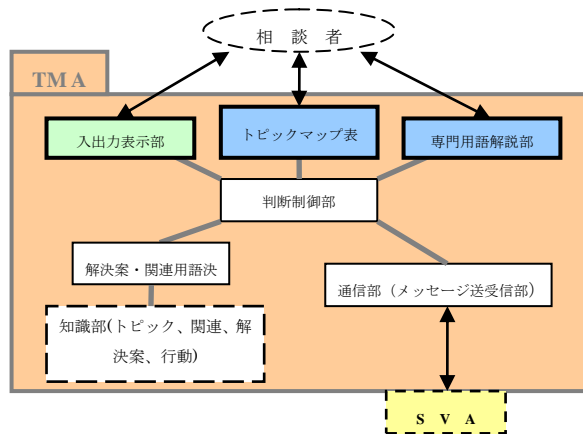 相 談 者
TMA
入出力表示部
トピックマップ表
専門用語解説部
判断制御部
解決案・関連用語決
通信部（メッセージ送受信部）
知識部(トピック、関連、解
決案、行動)
S V A